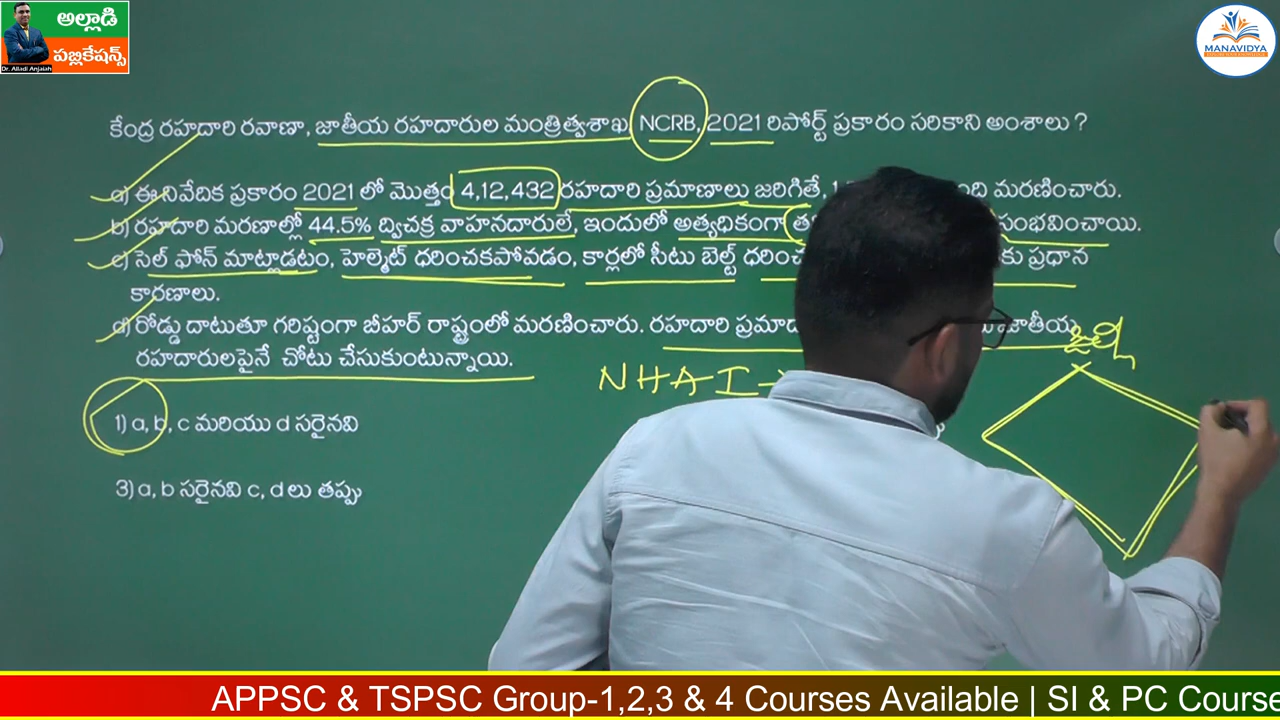 అల్లాడి
పబ్లికేషన్స్
Dr. Alladi Anjaiah
MANAVIDYA
కేంద్ర రహదారి రవాణా, జాతీయ రహదారుల మంత్రిత్వశాఖ NCRB, 2021 రిపోర్ట్ ప్రకారం సరికాని అంశాలు ?
a) ఈ నివేదిక ప్రకారం 2021 లో మొత్తం 4,12,432 రహదారి ప్రమాణాలు జరిగితే, మంది మరణించారు.
b) రహదారి మరణాల్లో 44.5% ద్విచక్ర వాహనదారులే, ఇందులో అత్యధికంగా సంభవించాయి.
c) సెల్ ఫోన్ మాట్లాడటం, హెల్మెట్ ధరించకపోవడం, కార్లలో సీటు బెల్ట్ ప్రధాన
కారణాలు.
d) రోడ్డు దాటుతూ గరిష్టంగా బీహర్ రాష్ట్రంలో మరణించారు. రహదారి జాతీయ
రహదారులపైనే చోటు చేసుకుంటున్నాయి.
NHAI
1) a, b, c మరియు d సరైనవి
3) a, b సరైనవి c, d లు తప్పు
APPSC & TSPSC Group-1,2,3 & 4 Courses Available | SI & PC Course